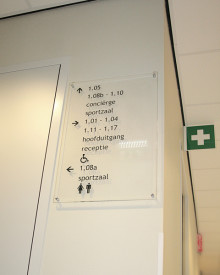 ↑ 1,05
1,08b - 1,10
conciërge
sportzaal
→ 1,01 - 1,04
1,11 - 1,17
hoofduitgang
receptie
← 1,08a
sportzaal